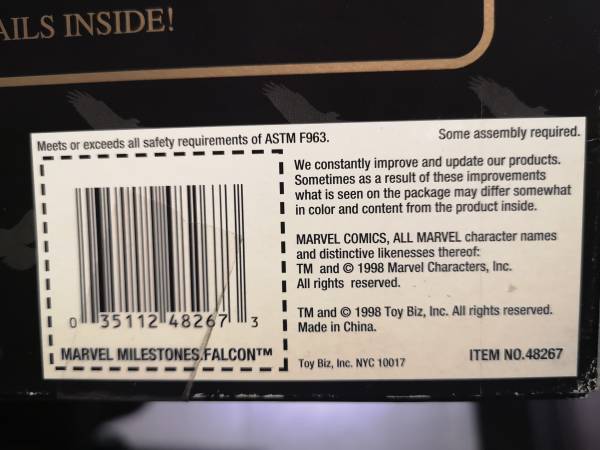 AILS INSIDE!
Meets or exceeds all safety requirements of ASTM F963.
Some assembly required.
We constantly improve and update our products.
Sometimes as a result of these improvements
what is seen on the package may differ somewhat
in color and content from the product inside.
MARVEL COMICS, ALL MARVEL character names
and distinctive likenesses thereof:
TM and © 1998 Marvel Characters, Inc.
All rights reserved.
TM and © 1998 Toy Biz, Inc. All rights reserved.
Made in China.
0 35112 48267 3
MARVEL MILESTONES.FALCON™
Toy Biz, Inc. NYC 10017
ITEM NO.48267